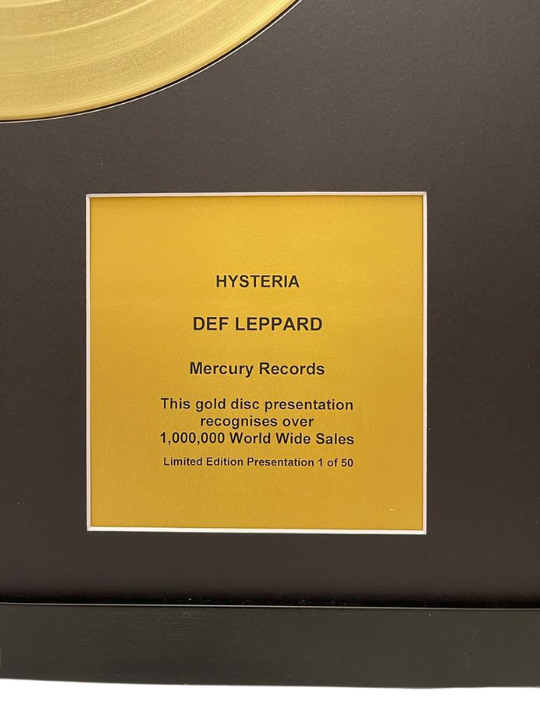 HYSTERIA
DEF LEPPARD
Mercury Records
This gold disc presentation
recognises over
1,000,000 World Wide Sales
Limited Edition Presentation 1 of 50